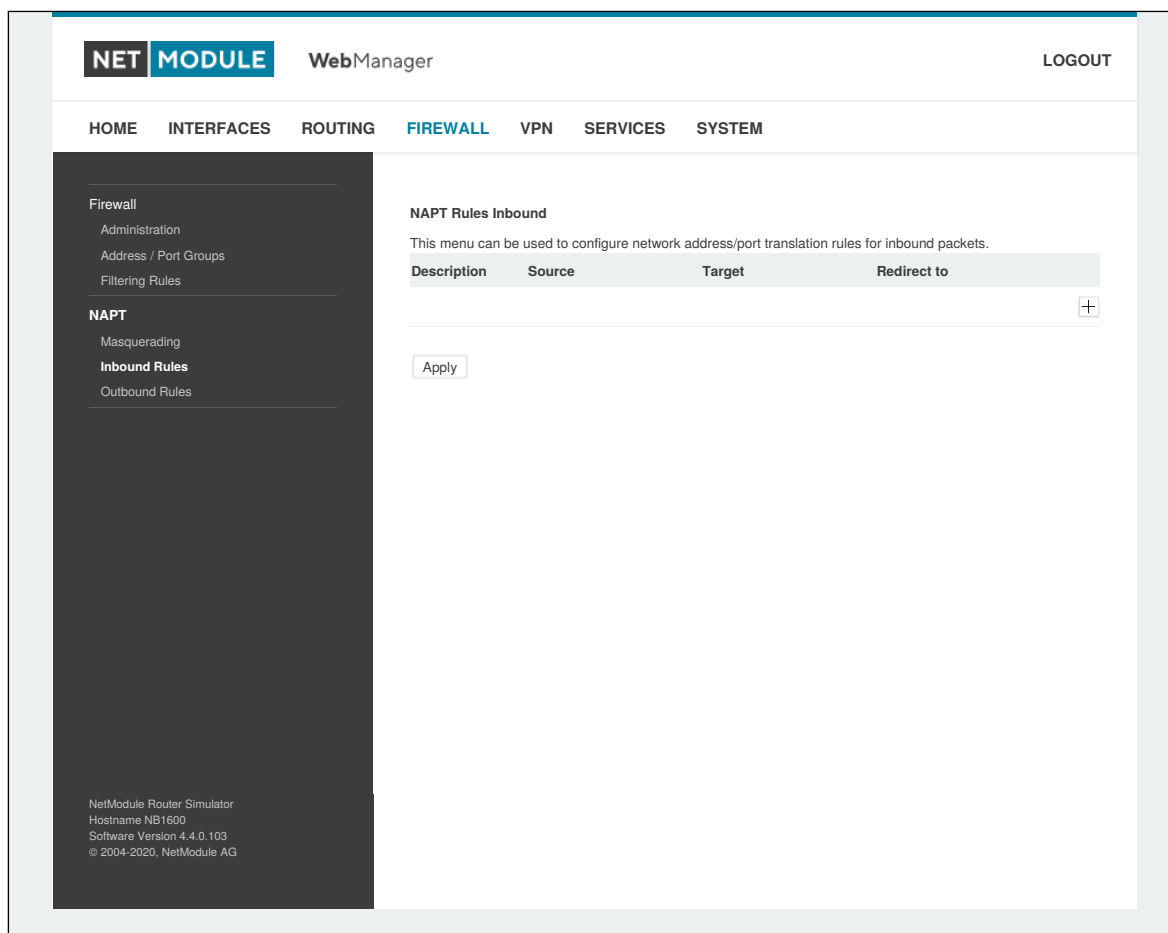 NET MODULE WebManager LOGOUT
HOME INTERFACES ROUTING FIREWALL VPN SERVICES SYSTEM
Firewall
Administration
Address / Port Groups
Filtering Rules
NAPT
Masquerading
Inbound Rules
Outbound Rules
NAPT Rules Inbound
This menu can be used to configure network address/port translation rules for inbound packets.
Description Source Target Redirect to
Apply
NetModule Router Simulator
Hostname NB1600
Software Version 4.4.0.103
© 2004-2020, NetModule AG